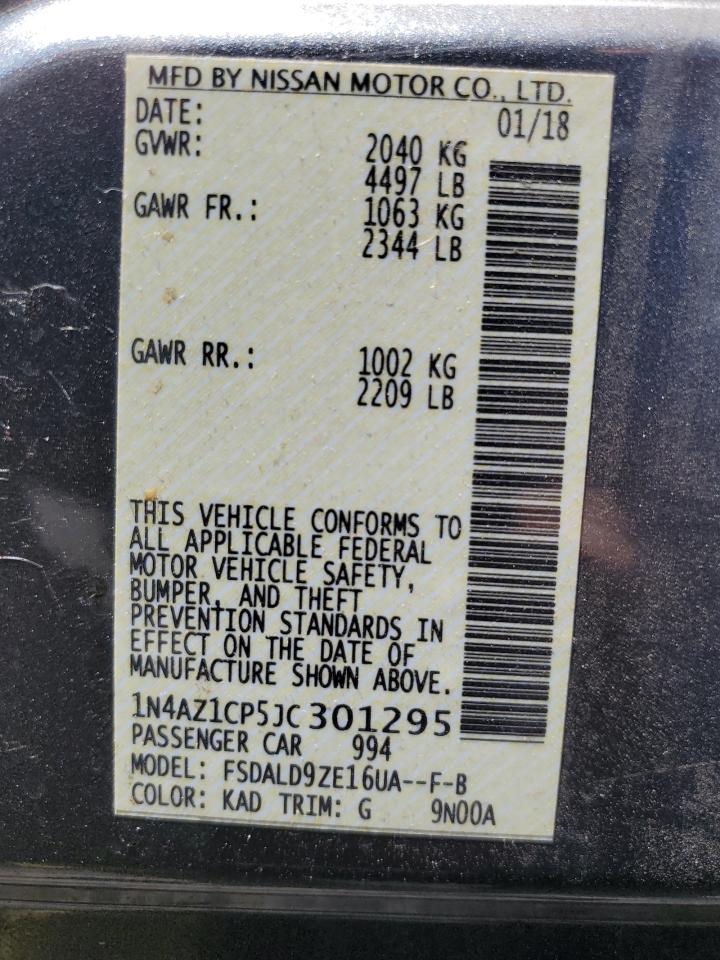 MFD BY NISSAN MOTOR CO., LTD.
DATE: 01/18
GVWR: 2040 KG
4497 LB
GAWR FR.: 1063 KG
2344 LB
GAWR RR.: 1002 KG
2209 LB
THIS VEHICLE CONFORMS TO
ALL APPLICABLE FEDERAL
MOTOR VEHICLE SAFETY,
BUMPER, AND THEFT
PREVENTION STANDARDS IN
EFFECT ON THE DATE OF
MANUFACTURE SHOWN ABOVE.
1N4AZ1CP5JC301295
PASSENGER CAR 994
MODEL: FSDALD9ZE16UA--F-B
COLOR: KAD TRIM: G 9N00A